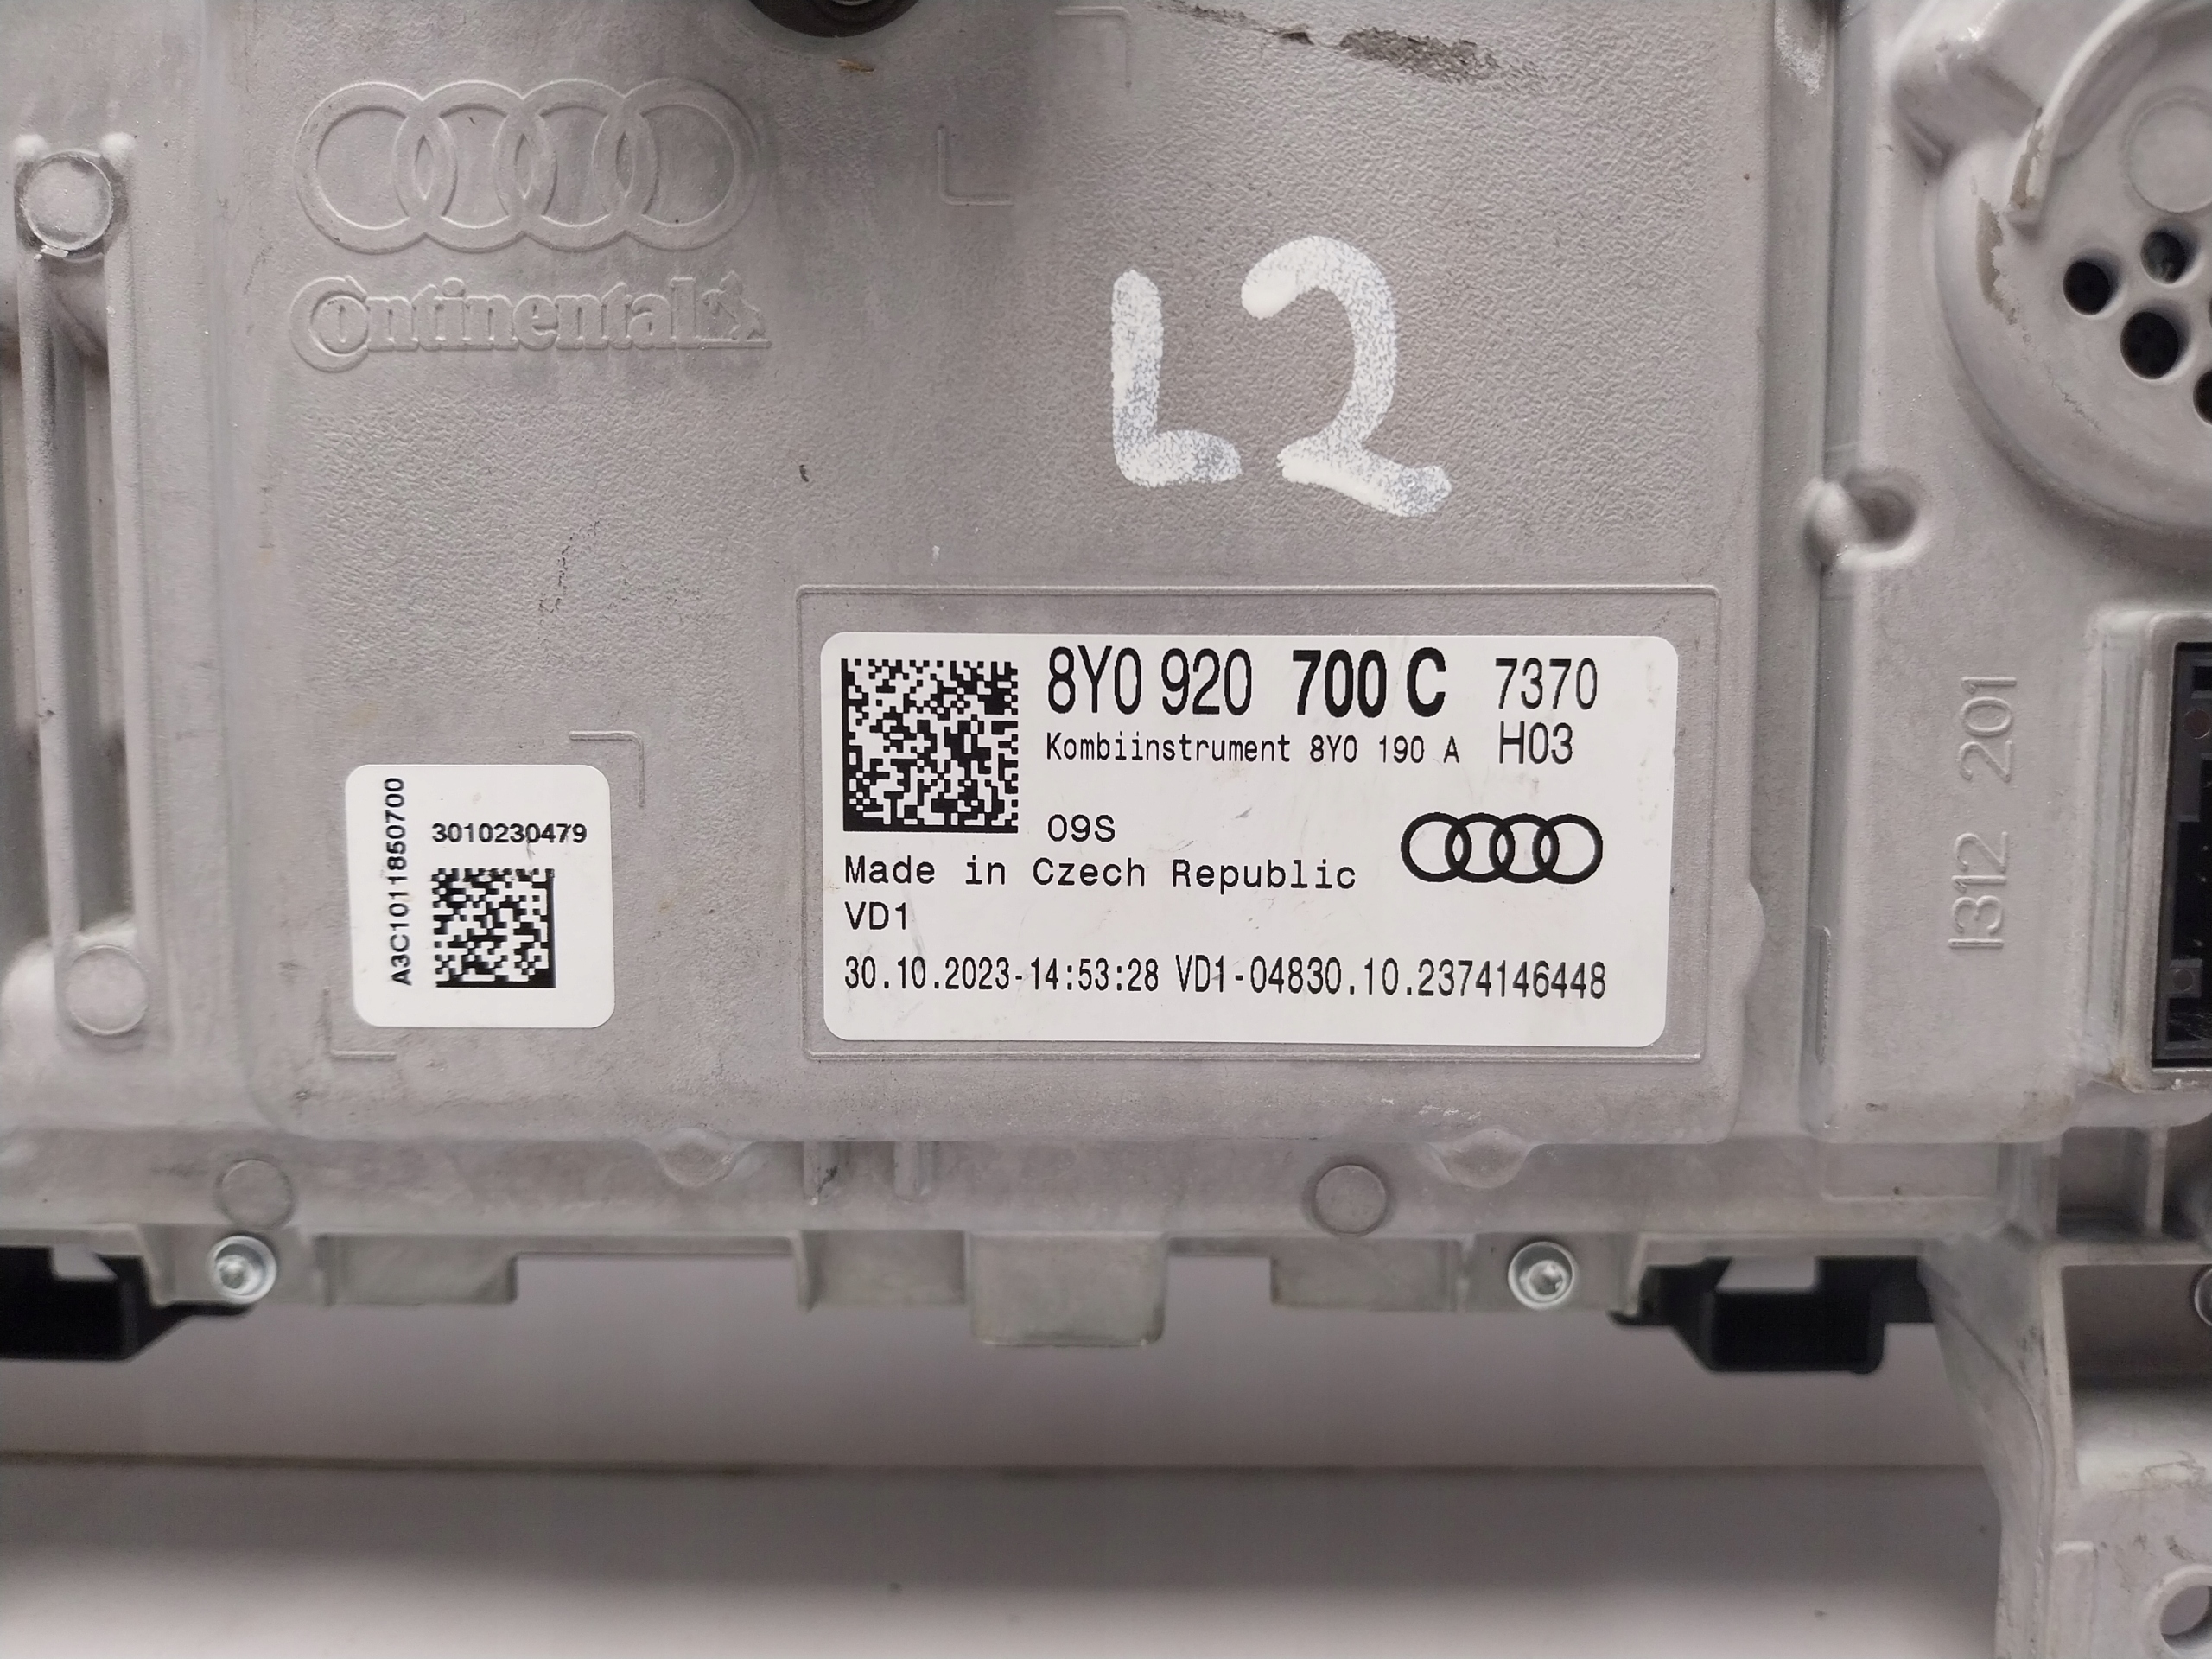 Continental
L2
8Y0 920 700 C 7370
Kombiinstrument 8Y0 190 A H03
09S
Made in Czech Republic
VD1
30.10.2023-14:53:28 VD1-04830.10.2374146448
A3C1011850700
3010230479
1312 201